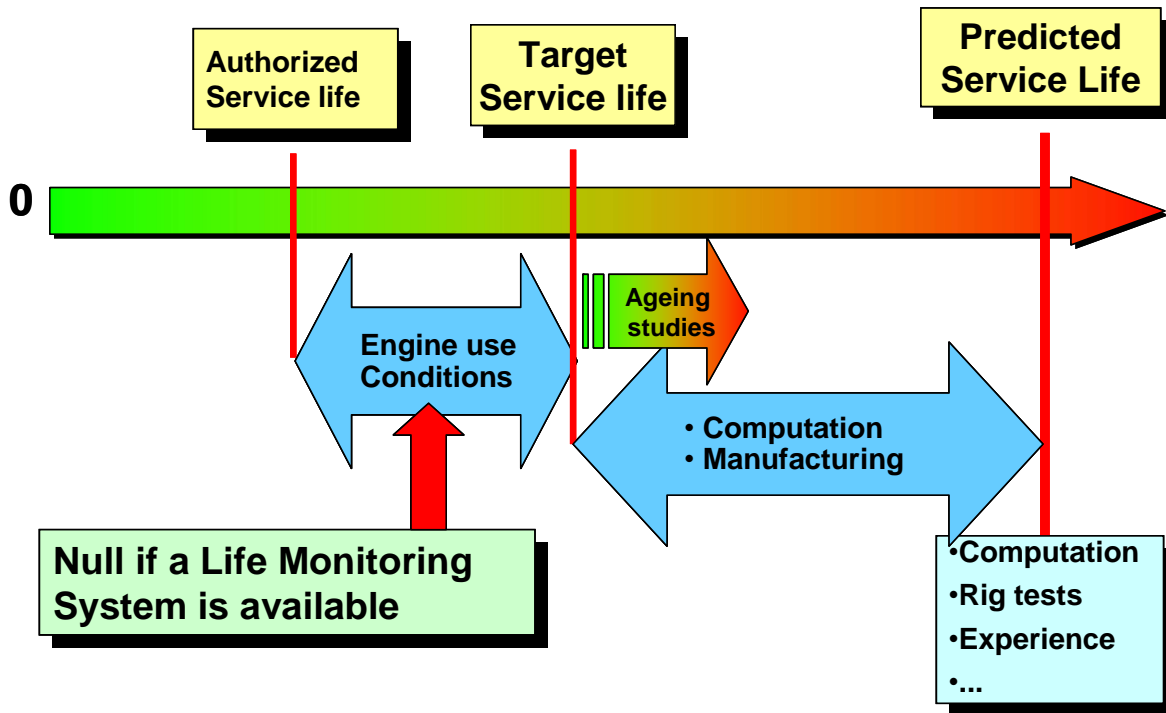 Authorized
Service life
Target
Service life
Predicted
Service Life
0
Ageing
studies
Engine use
Conditions
• Computation
• Manufacturing
Null if a Life Monitoring
System is available
•Computation
•Rig tests
•Experience
•...